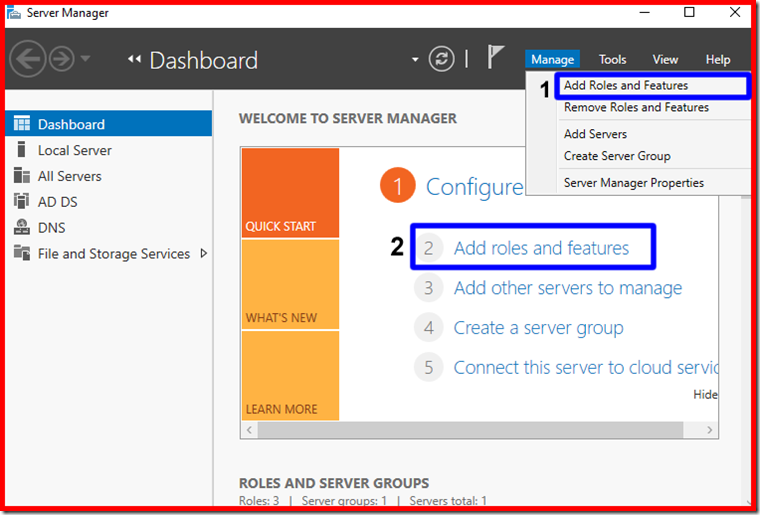 Server Manager
Dashboard
Manage Tools View Help
1 Add Roles and Features
Remove Roles and Features
Add Servers
Create Server Group
Server Manager Properties
Dashboard
Local Server
All Servers
AD DS
DNS
File and Storage Services
WELCOME TO SERVER MANAGER
QUICK START
WHAT'S NEW
LEARN MORE
1 Configure
2 2 Add roles and features
3 Add other servers to manage
4 Create a server group
5 Connect this server to cloud servic
Hide
ROLES AND SERVER GROUPS
Roles: 3 | Server groups: 1 | Servers total: 1